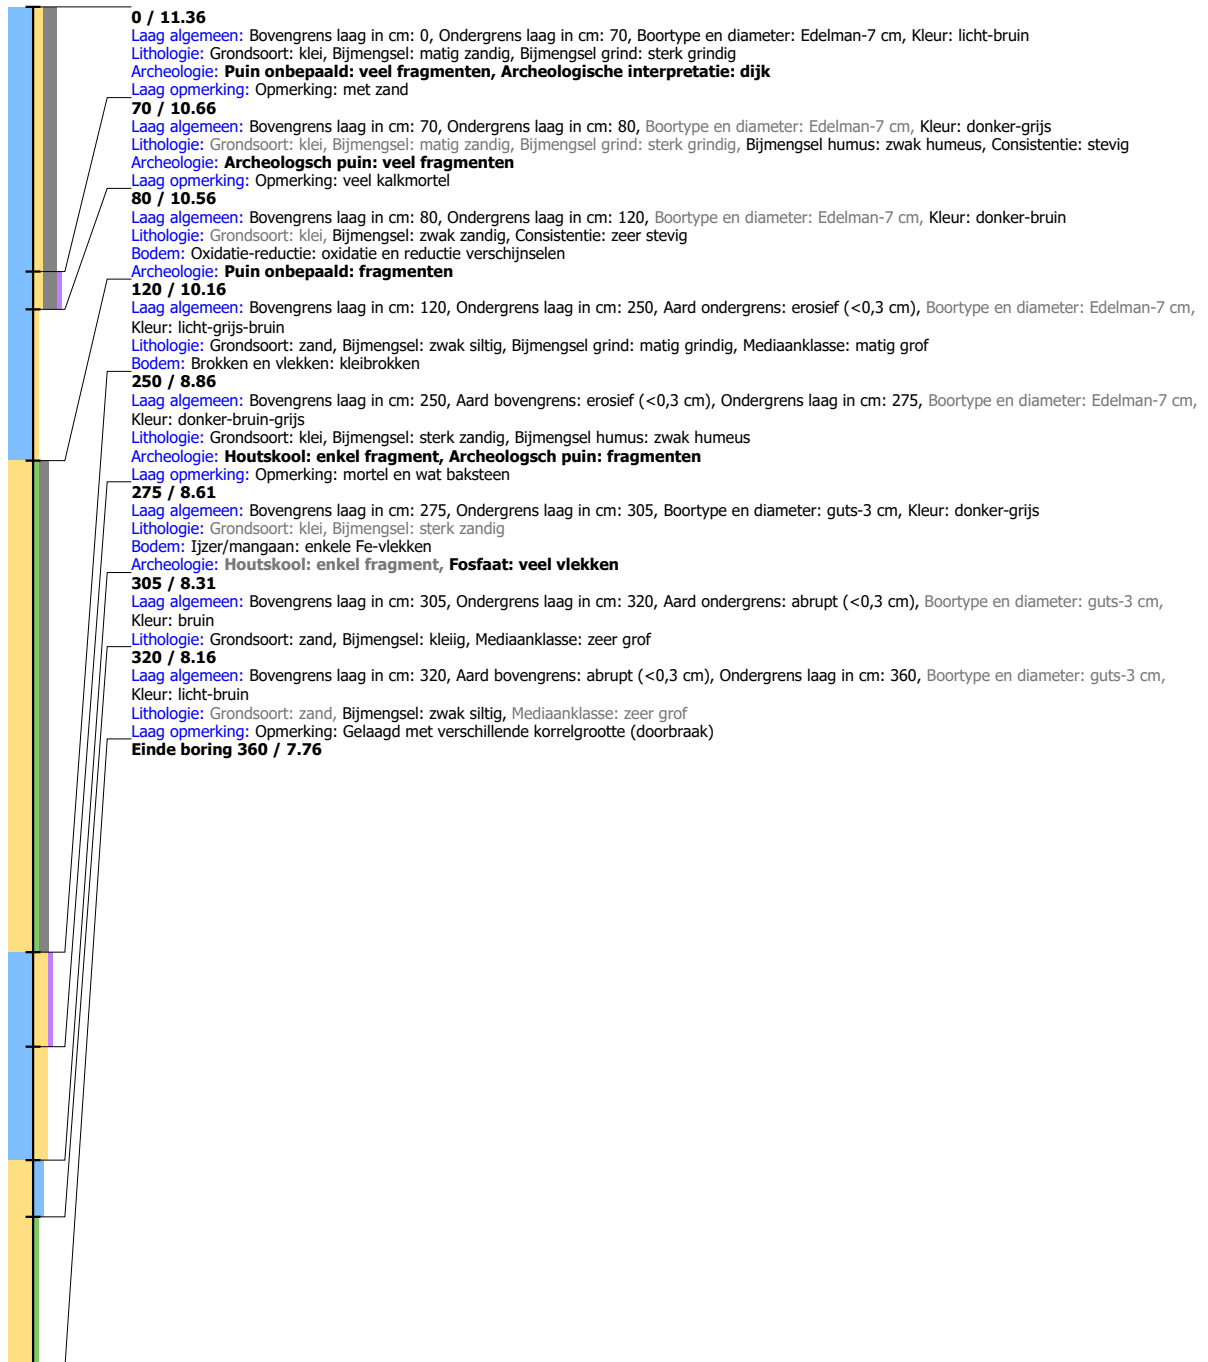 0 / 11.36
Laag algemeen: Bovengrens laag in cm: 0, Ondergrens laag in cm: 70, Boortype en diameter: Edelman-7 cm, Kleur: licht-bruin
Lithologie: Grondsoort: klei, Bijmengsel: matig zandig, Bijmengsel grind: sterk grindig
Archeologie: Puin onbepaald: veel fragmenten, Archeologische interpretatie: dijk
Laag opmerking: Opmerking: met zand
70 / 10.66
Laag algemeen: Bovengrens laag in cm: 70, Ondergrens laag in cm: 80, Boortype en diameter: Edelman-7 cm, Kleur: donker-grijs
Lithologie: Grondsoort: klei, Bijmengsel: matig zandig, Bijmengsel grind: sterk grindig, Bijmengsel humus: zwak humeus, Consistentie: stevig
Archeologie: Archeologsch puin: veel fragmenten
Laag opmerking: Opmerking: veel kalkmortel
80 / 10.56
Laag algemeen: Bovengrens laag in cm: 80, Ondergrens laag in cm: 120, Boortype en diameter: Edelman-7 cm, Kleur: donker-bruin
Lithologie: Grondsoort: klei, Bijmengsel: zwak zandig, Consistentie: zeer stevig
Bodem: Oxidatie-reductie: oxidatie en reductie verschijnselen
Archeologie: Puin onbepaald: fragmenten
120 / 10.16
Laag algemeen: Bovengrens laag in cm: 120, Ondergrens laag in cm: 250, Aard ondergrens: erosief (<0,3 cm), Boortype en diameter: Edelman-7 cm,
Kleur: licht-grijs-bruin
Lithologie: Grondsoort: zand, Bijmengsel: zwak siltig, Bijmengsel grind: matig grindig, Mediaanklasse: matig grof
Bodem: Brokken en vlekken: kleibrokken
250 / 8.86
Laag algemeen: Bovengrens laag in cm: 250, Aard bovengrens: erosief (<0,3 cm), Ondergrens laag in cm: 275, Boortype en diameter: Edelman-7 cm,
Kleur: donker-bruin-grijs
Lithologie: Grondsoort: klei, Bijmengsel: sterk zandig, Bijmengsel humus: zwak humeus
Archeologie: Houtskool: enkel fragment, Archeologsch puin: fragmenten
Laag opmerking: Opmerking: mortel en wat baksteen
275 / 8.61
Laag algemeen: Bovengrens laag in cm: 275, Ondergrens laag in cm: 305, Boortype en diameter: guts-3 cm, Kleur: donker-grijs
Lithologie: Grondsoort: klei, Bijmengsel: sterk zandig
Bodem: Ijzer/mangaan: enkele Fe-vlekken
Archeologie: Houtskool: enkel fragment, Fosfaat: veel vlekken
305 / 8.31
Laag algemeen: Bovengrens laag in cm: 305, Ondergrens laag in cm: 320, Aard ondergrens: abrupt (<0,3 cm), Boortype en diameter: guts-3 cm,
Kleur: bruin
Lithologie: Grondsoort: zand, Bijmengsel: kleiig, Mediaanklasse: zeer grof
320 / 8.16
Laag algemeen: Bovengrens laag in cm: 320, Aard bovengrens: abrupt (<0,3 cm), Ondergrens laag in cm: 360, Boortype en diameter: guts-3 cm,
Kleur: licht-bruin
Lithologie: Grondsoort: zand, Bijmengsel: zwak siltig, Mediaanklasse: zeer grof
Laag opmerking: Opmerking: Gelaagd met verschillende korrelgrootte (doorbraak)
Einde boring 360 / 7.76